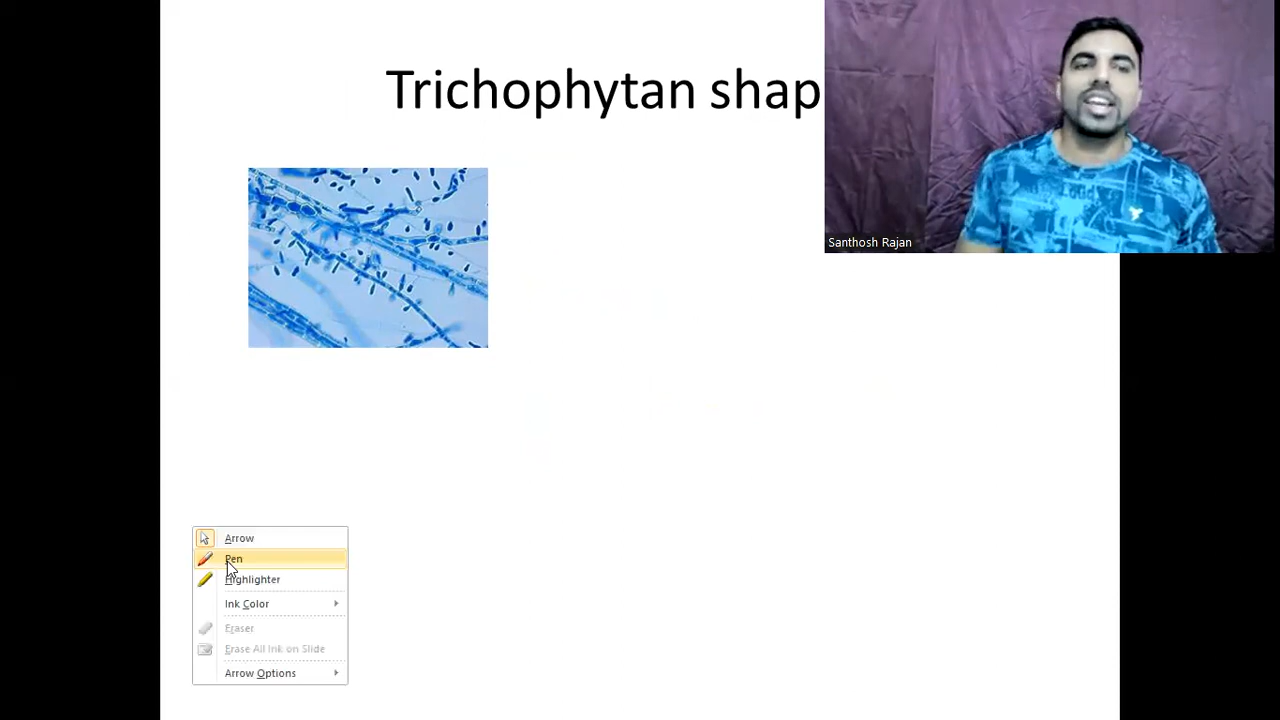 Trichophytan shap
Santhosh Rajan
Arrow
Pen
Highlighter
Ink Color
Eraser
Erase All Ink on Slide
Arrow Options